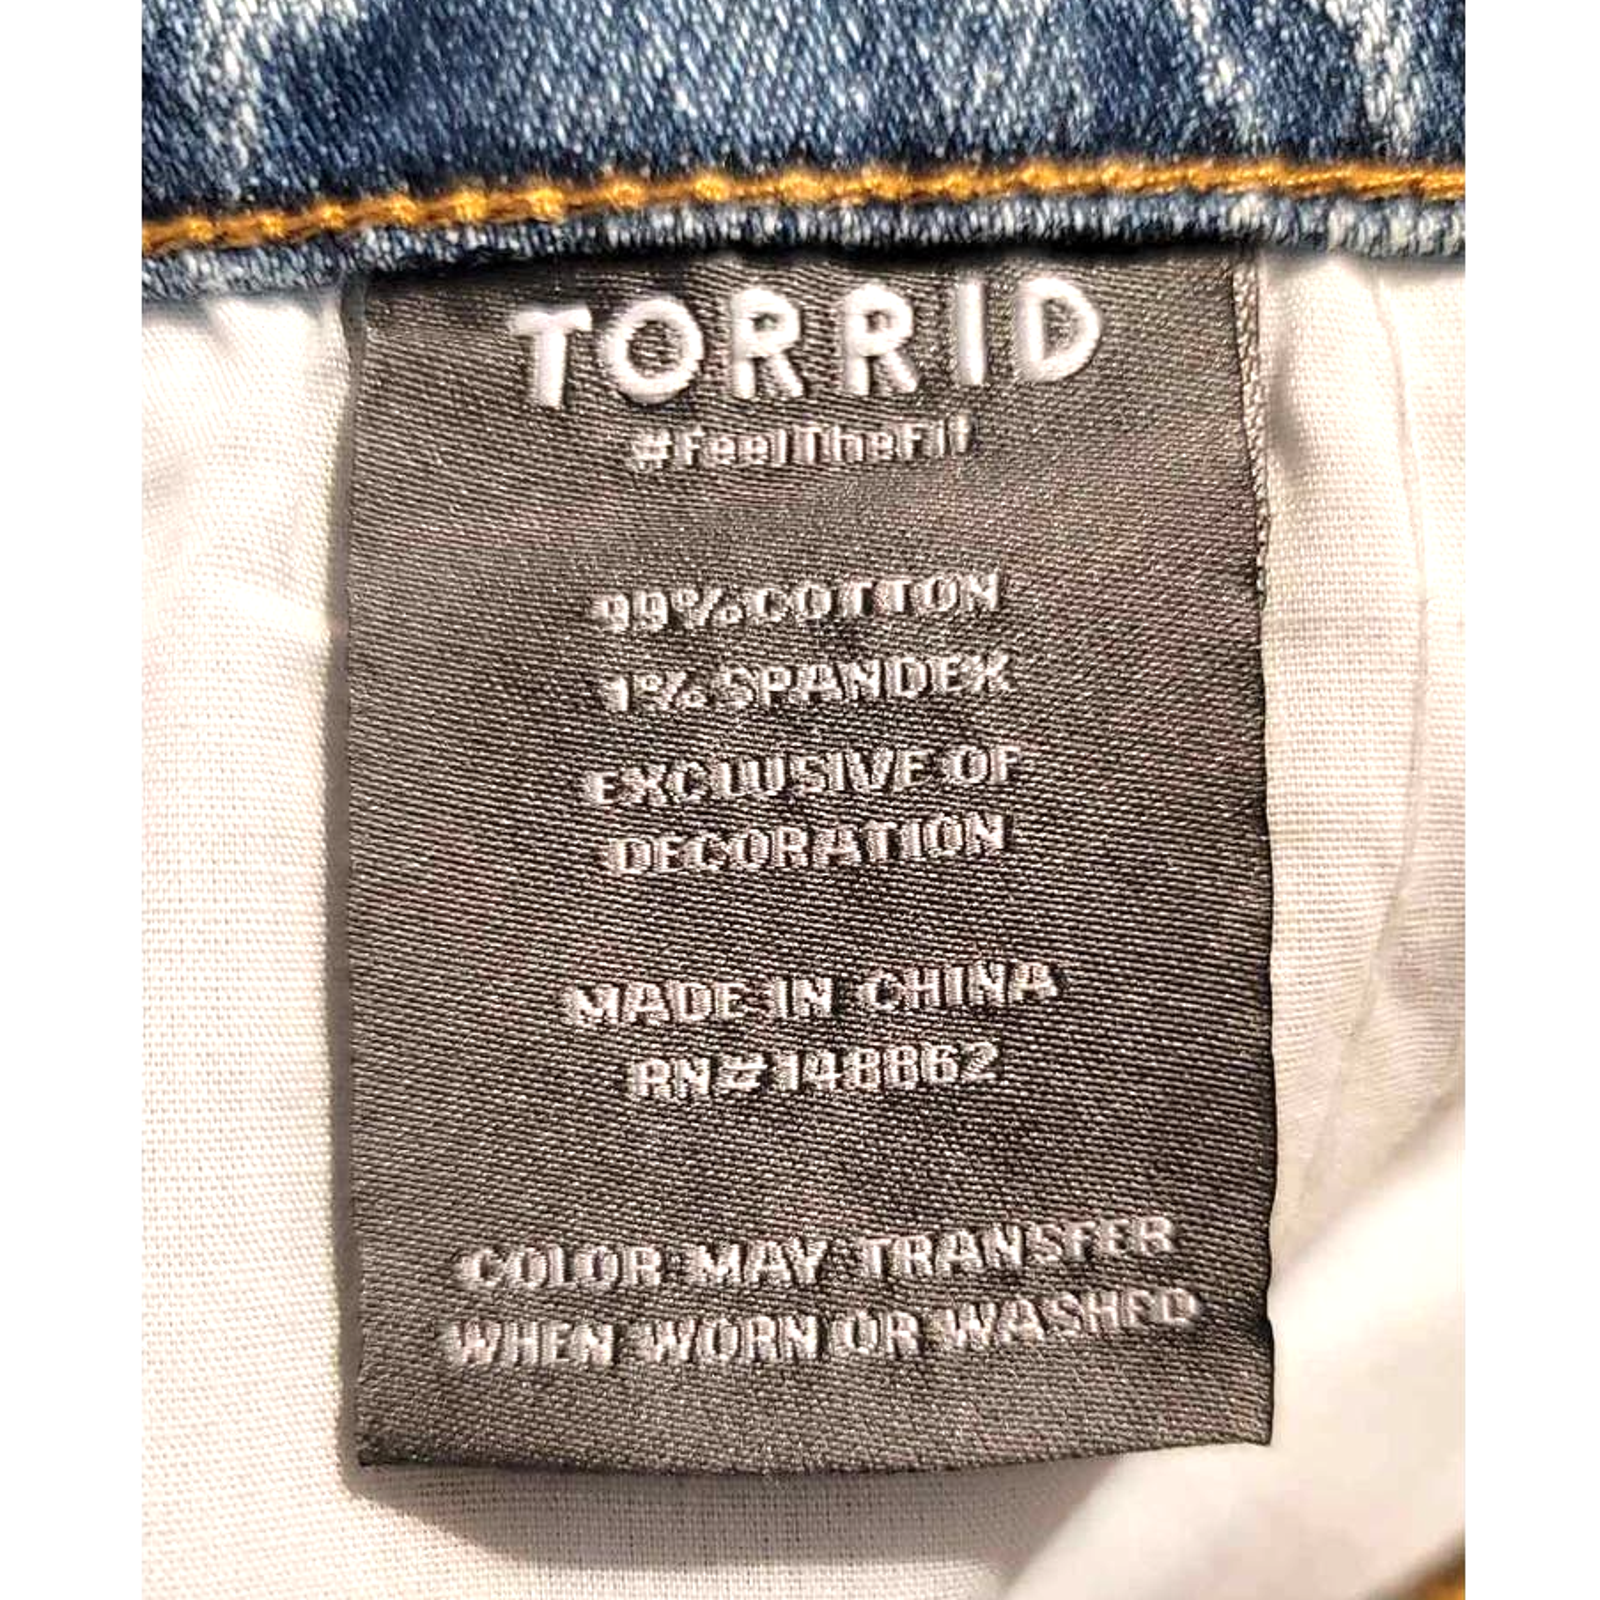 TORRID
#FeelTheFit
99% COTTON
1% SPANDEX
EXCLUSIVE OF
DECORATION
MADE IN CHINA
RN# 148862
COLOR MAY TRANSFER
WHEN WORN OR WASHED